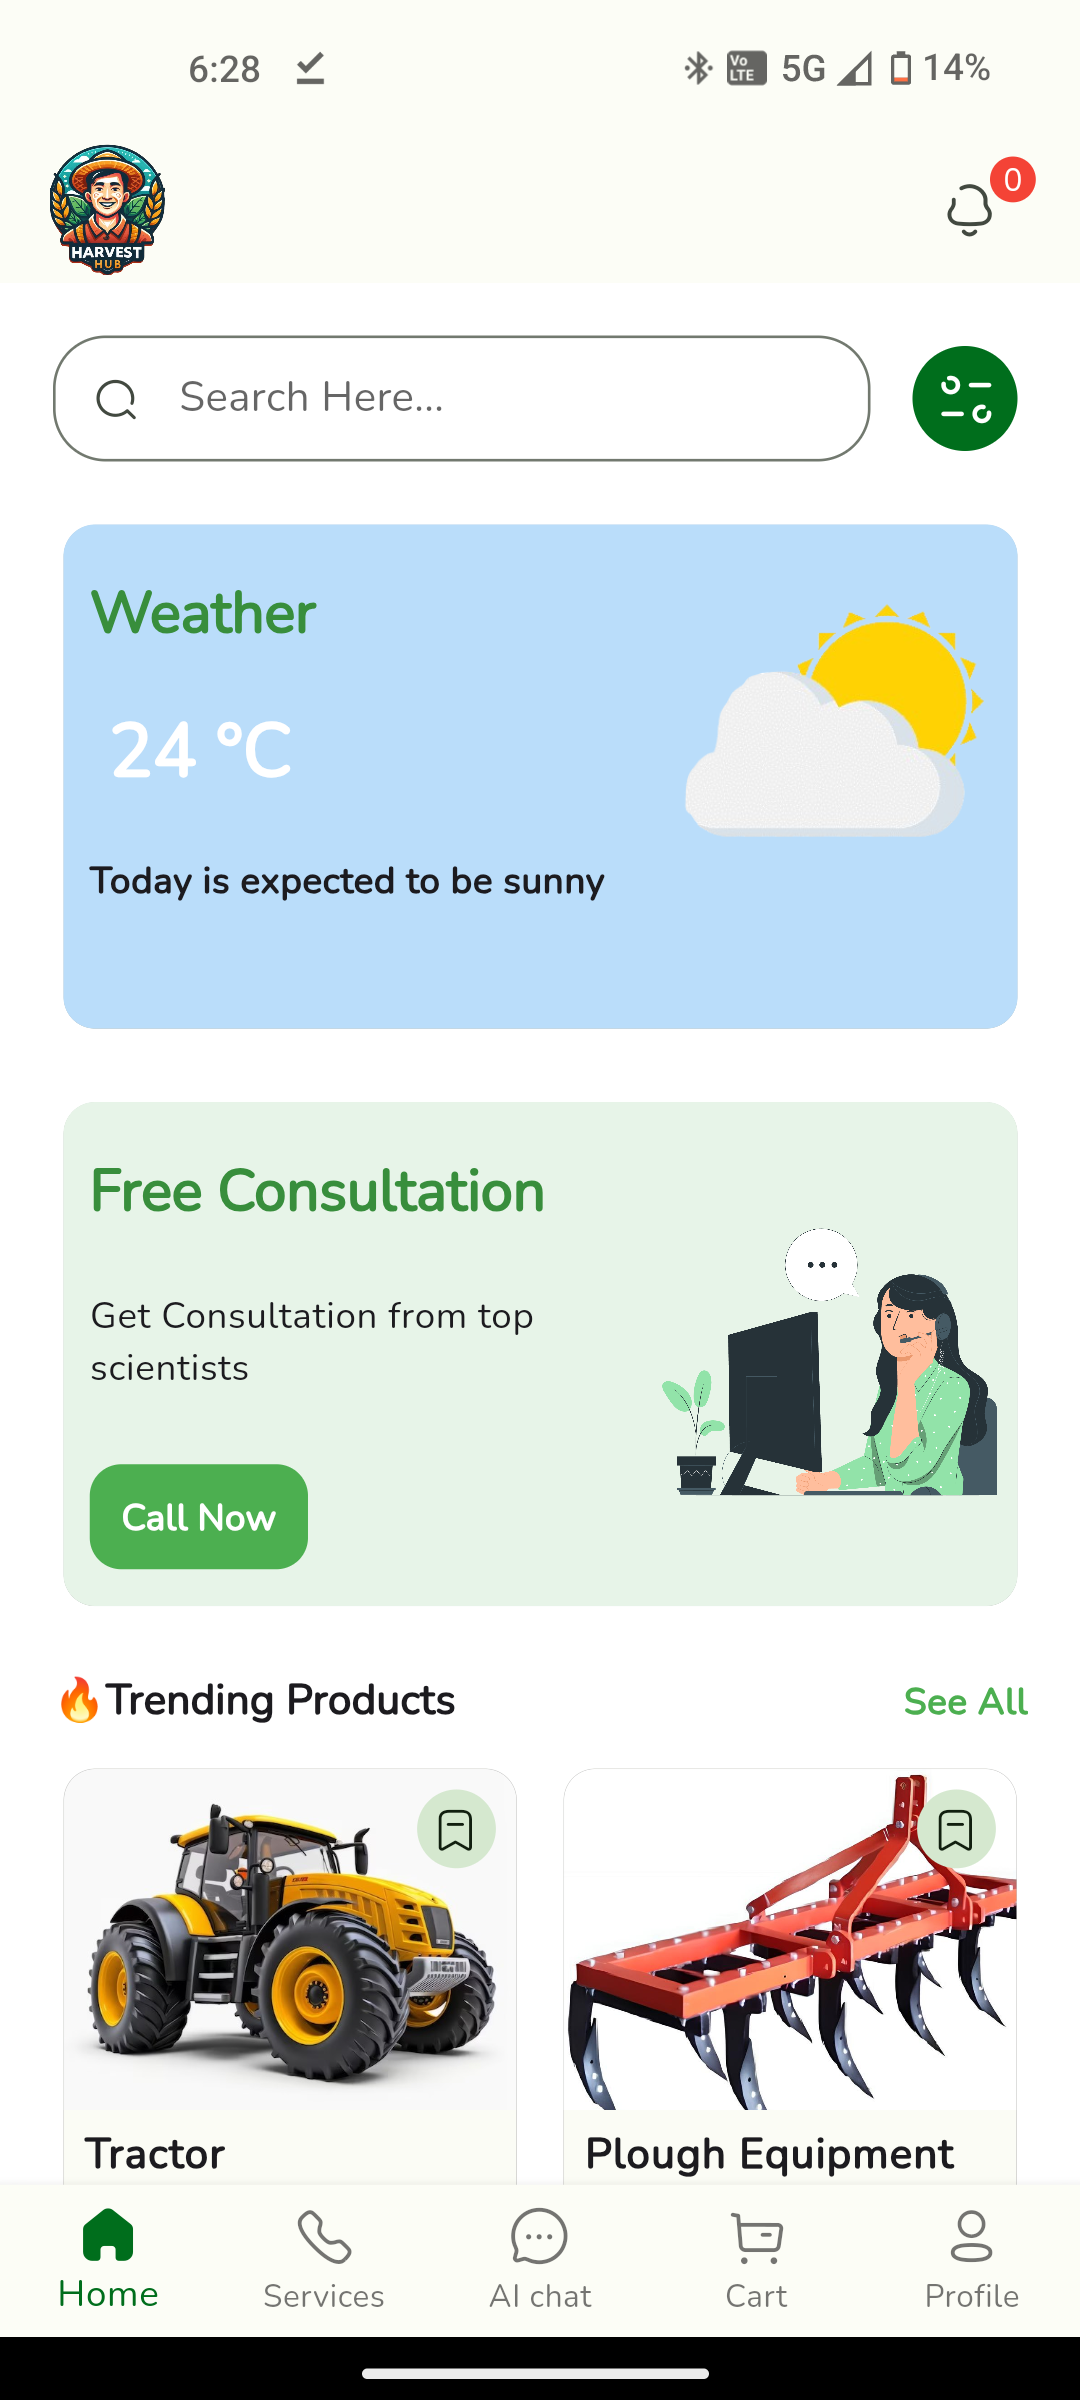 6:28
Vo LTE 5G 14%
HARVEST
HUB
0
Search Here...
Weather
24 °C
Today is expected to be sunny
Free Consultation
Get Consultation from top
scientists
Call Now
🔥Trending Products
See All
Tractor
Plough Equipment
Home
Services
AI chat
Cart
Profile